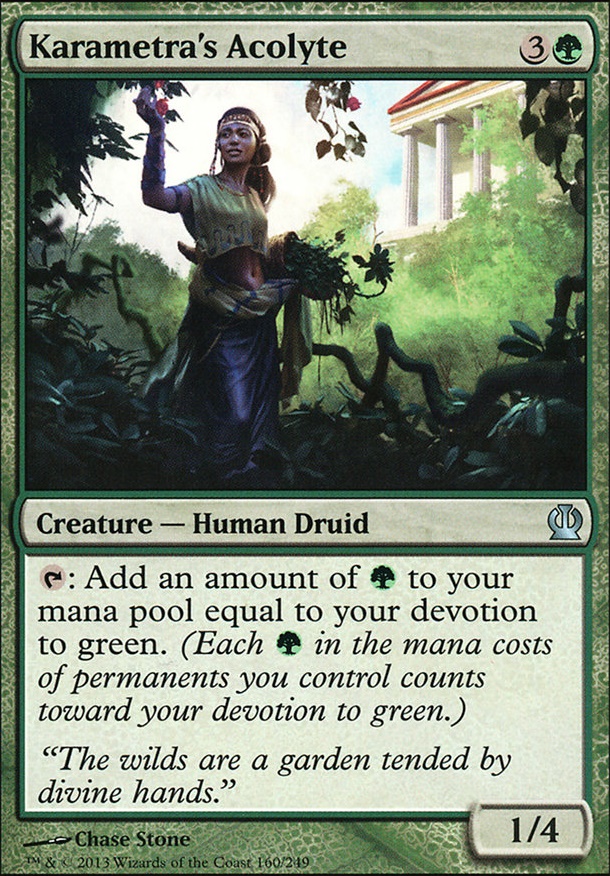 Karametra's Acolyte 3
Creature — Human Druid
: Add an amount of to your
mana pool equal to your devotion
to green. (Each in the mana costs
of permanents you control counts
toward your devotion to green.)
“The wilds are a garden tended by
divine hands.”
1/4
Chase Stone
™ & © 2013 Wizards of the Coast 160/249